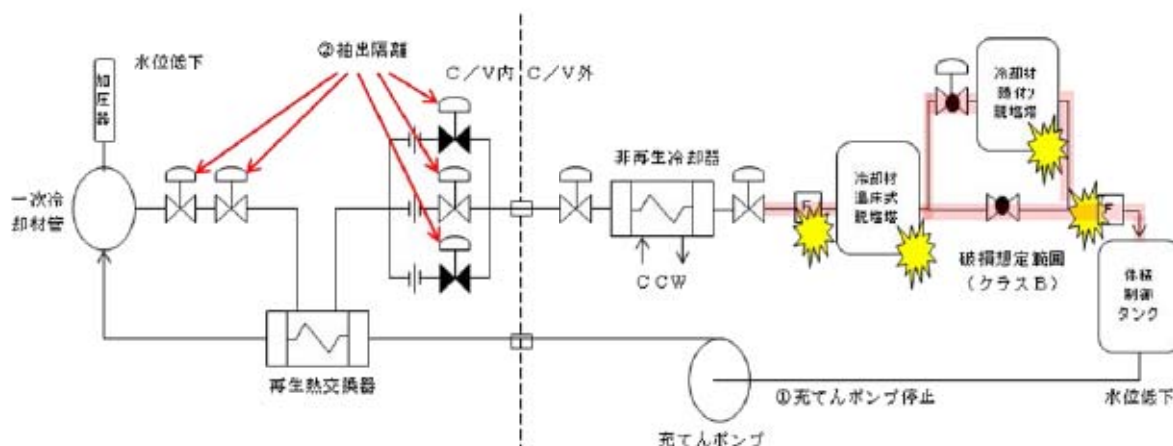 ②抽出隔離
水位低下
C/V内
C/V外
加圧器
一次冷
却材管
非再生冷却器
CCW
冷却材
脱塩塔
F
冷却材
混床式
脱塩塔
F
破損想定範囲
(クラスB)
体積
制御
タンク
再生熱交換器
①充てんポンプ停止
水位低下
充てんポンプ